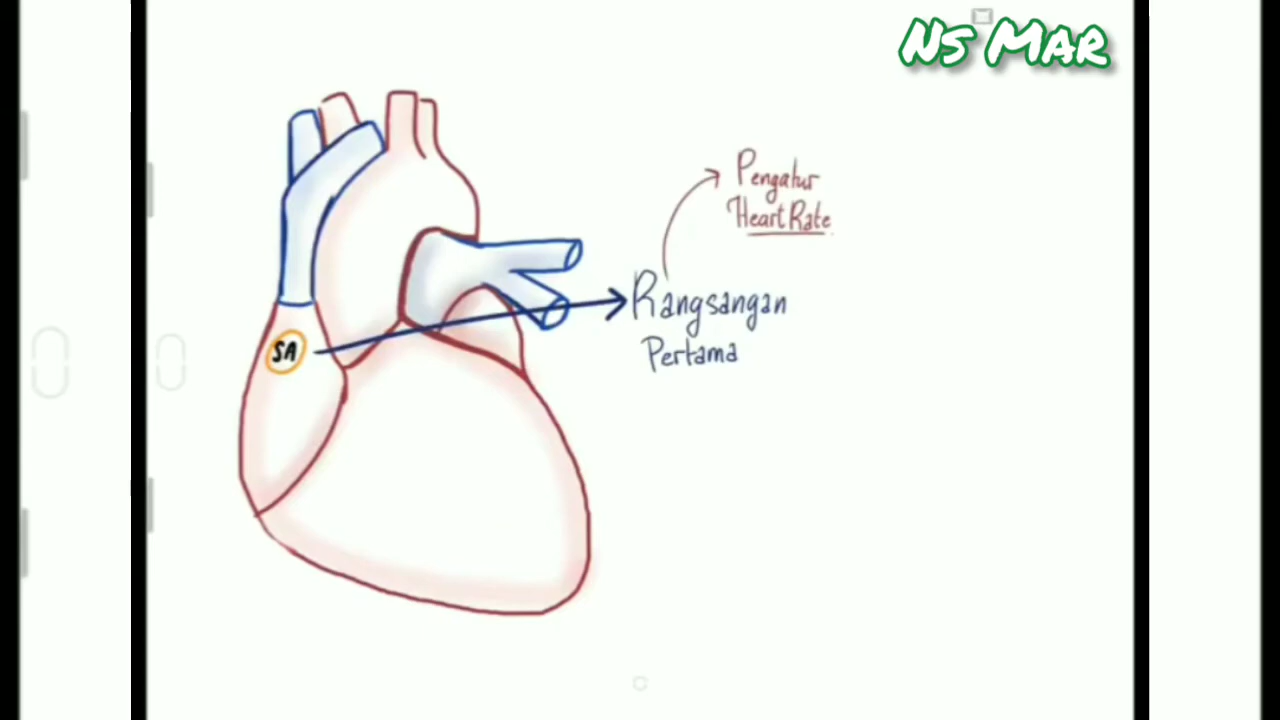 Ns Mar
Pengatur
Heart Rate
Rangsangan
Pertama
SA